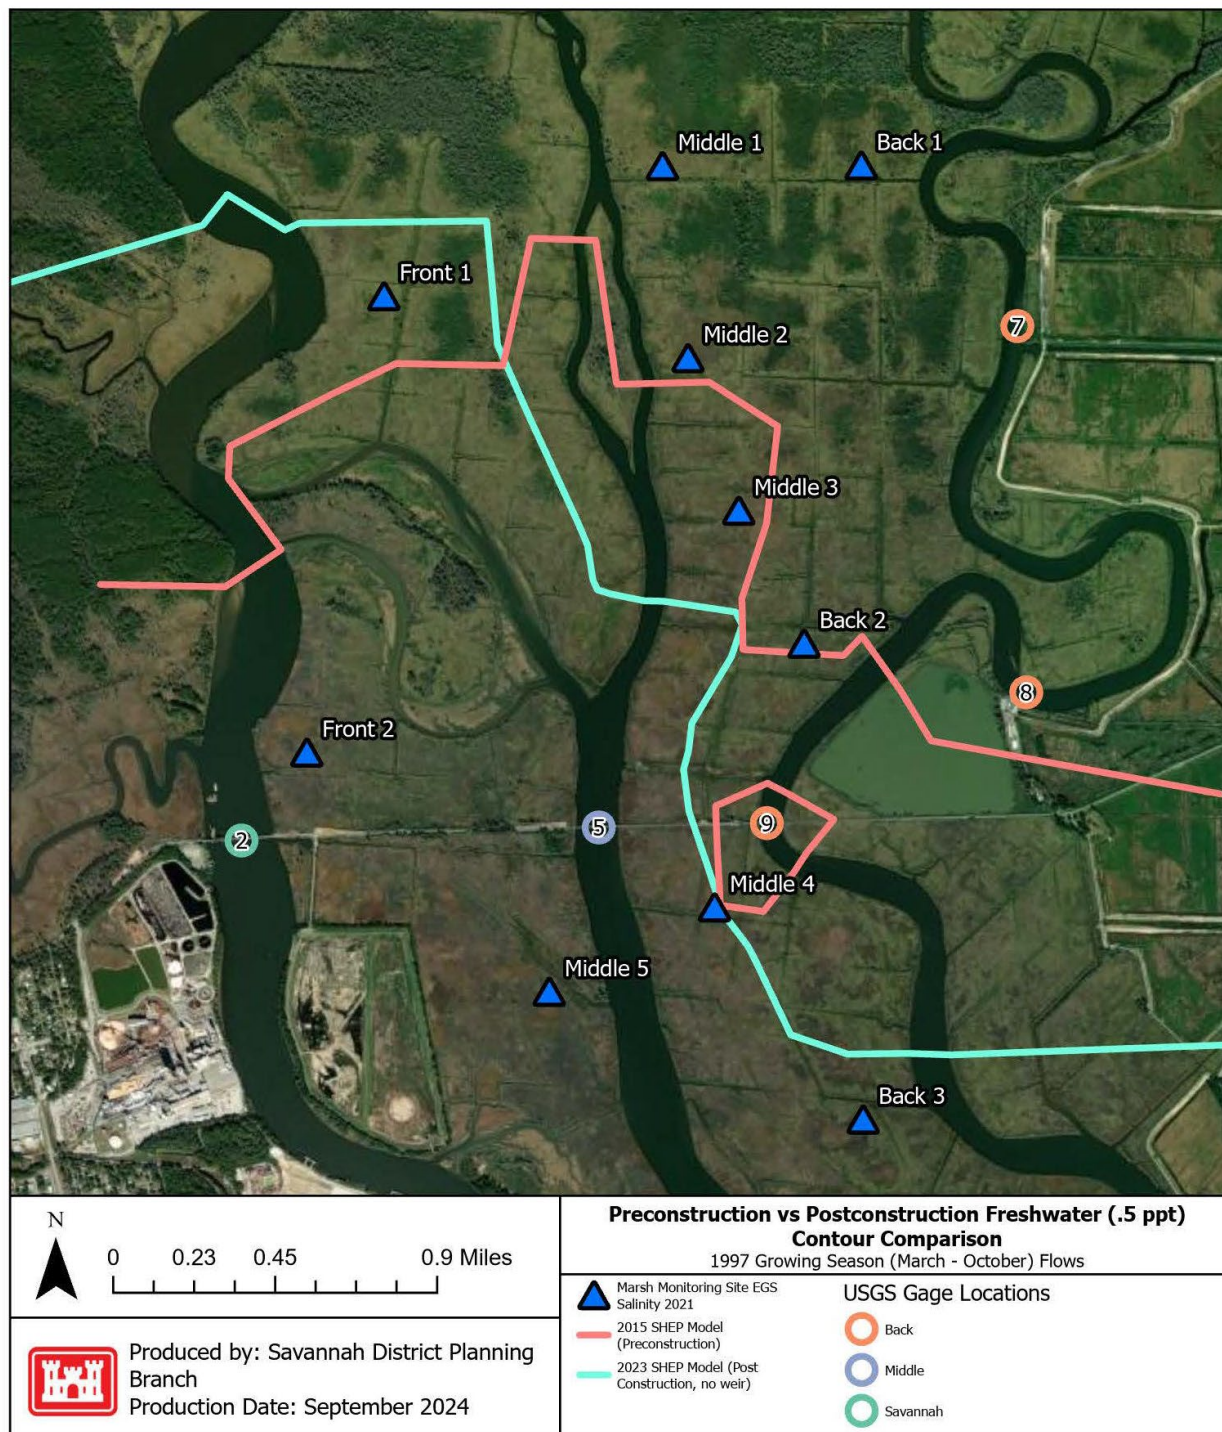 Middle 1
Back 1
Front 1
7
Middle 2
Middle 3
Back 2
8
Front 2
2
5
9
Middle 4
Middle 5
Back 3
N
0 0.23 0.45 0.9 Miles
Produced by: Savannah District Planning
Branch
Production Date: September 2024
Preconstruction vs Postconstruction Freshwater (.5 ppt)
Contour Comparison
1997 Growing Season (March - October) Flows
Marsh Monitoring Site EGS
Salinity 2021
2015 SHEP Model
(Preconstruction)
2023 SHEP Model (Post
Construction, no weir)
USGS Gage Locations
Back
Middle
Savannah